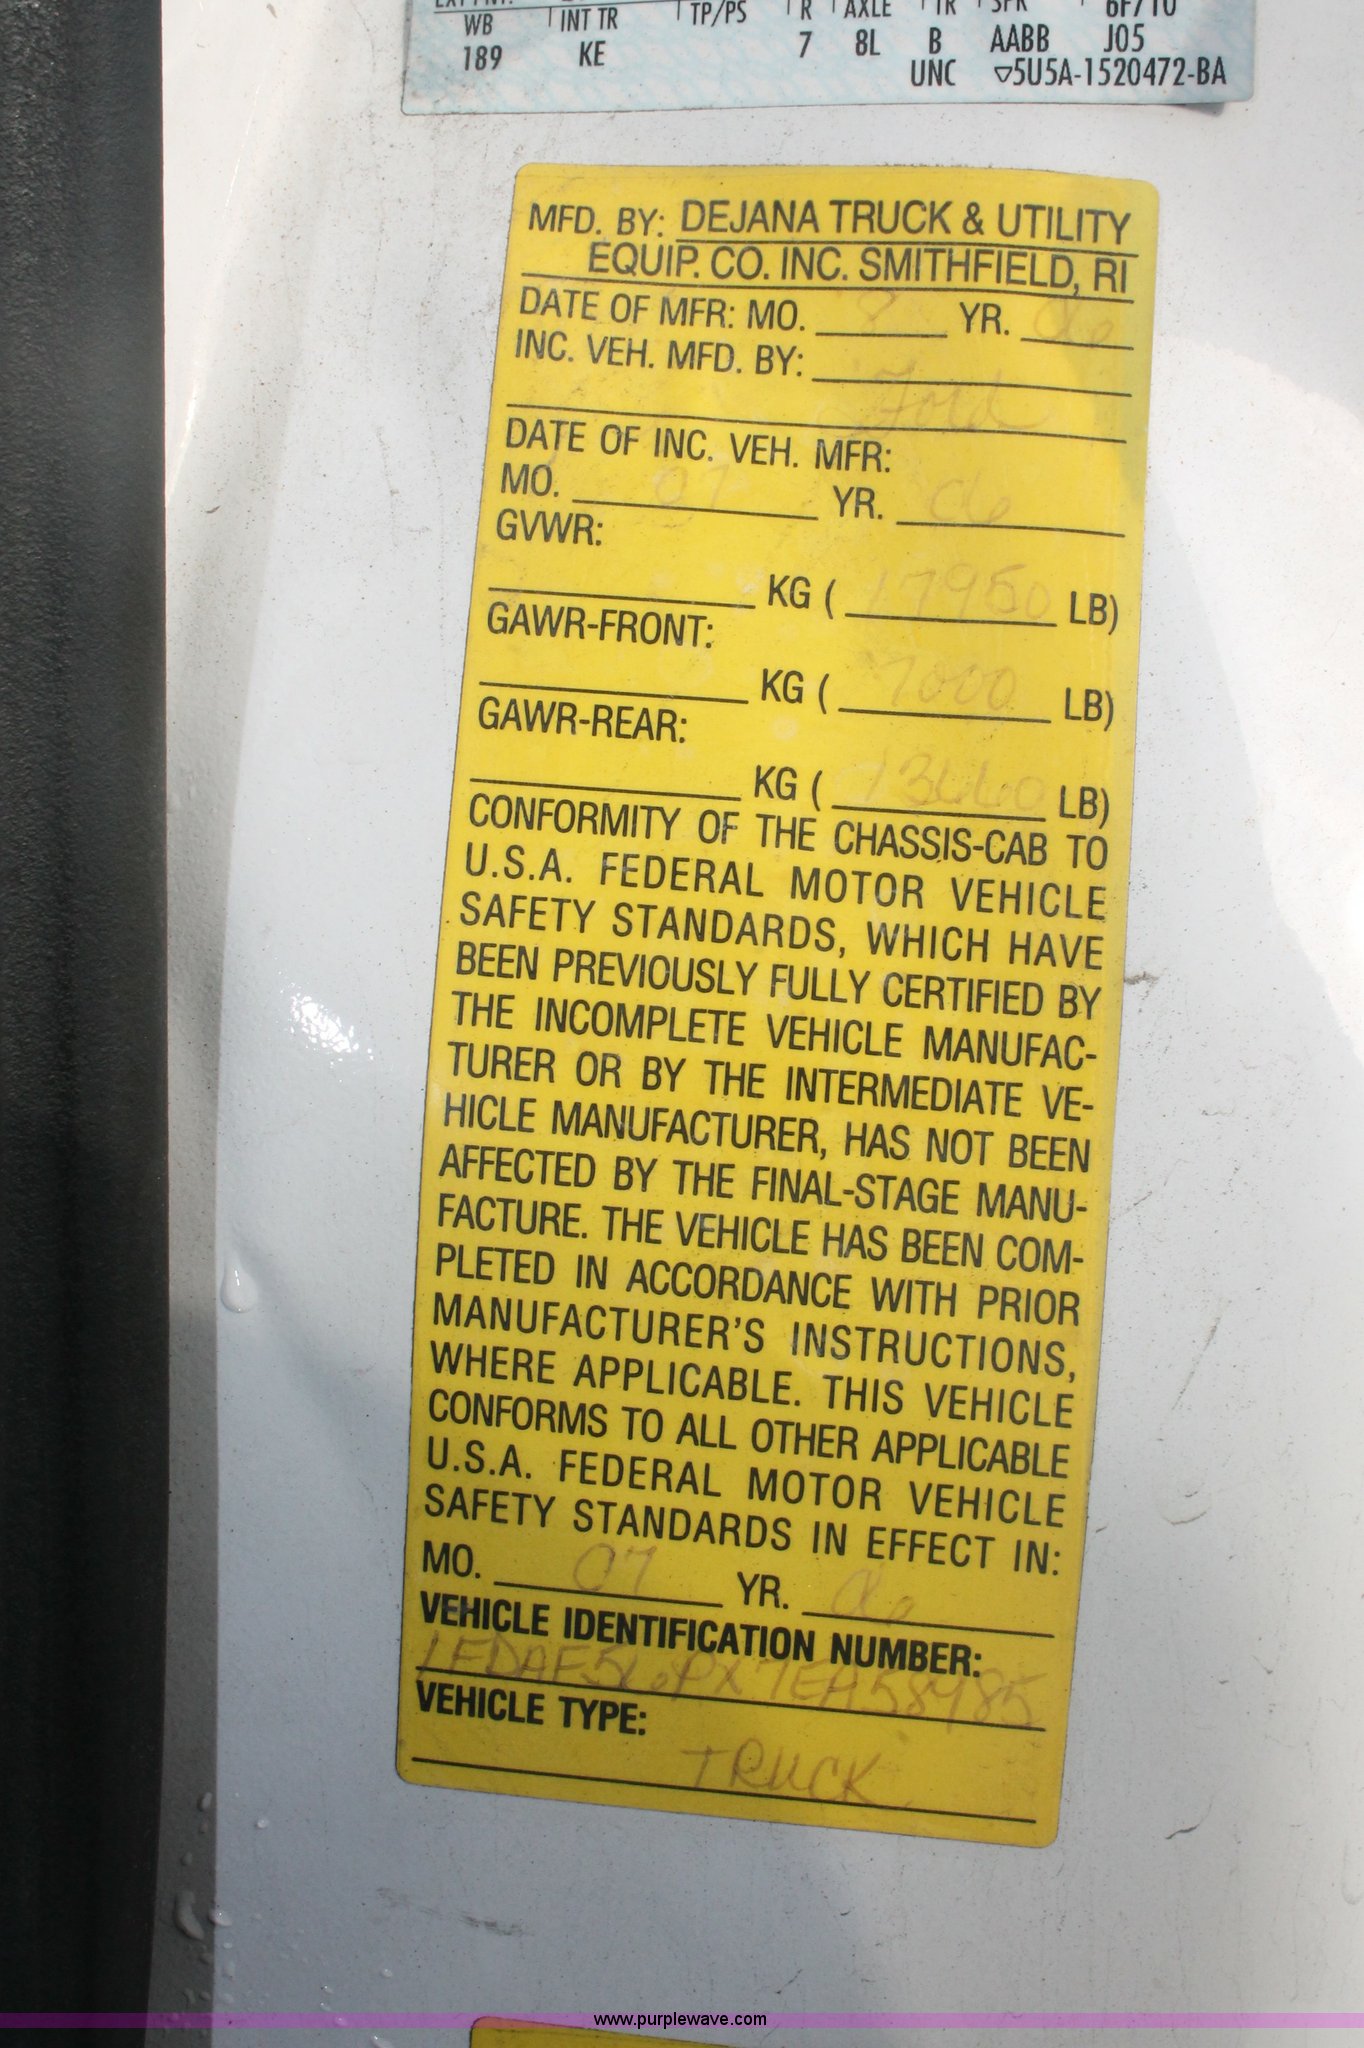 WB INT TR TP/PS R AXLE TR SPR 6F/10
189 KE 7 8L B AABB J05
UNC ▽5U5A-1520472-BA
MFD. BY: DEJANA TRUCK & UTILITY
EQUIP. CO. INC. SMITHFIELD, RI
DATE OF MFR: MO. 8 YR. 06
INC. VEH. MFD. BY:
Ford
DATE OF INC. VEH. MFR:
MO. 07 YR. 06
GVWR:
KG ( 17950 LB)
GAWR-FRONT:
KG ( 7000 LB)
GAWR-REAR:
KG ( 13660 LB)
CONFORMITY OF THE CHASSIS-CAB TO
U.S.A. FEDERAL MOTOR VEHICLE
SAFETY STANDARDS, WHICH HAVE
BEEN PREVIOUSLY FULLY CERTIFIED BY
THE INCOMPLETE VEHICLE MANUFAC-
TURER OR BY THE INTERMEDIATE VE-
HICLE MANUFACTURER, HAS NOT BEEN
AFFECTED BY THE FINAL-STAGE MANU-
FACTURE. THE VEHICLE HAS BEEN COM-
PLETED IN ACCORDANCE WITH PRIOR
MANUFACTURER'S INSTRUCTIONS,
WHERE APPLICABLE. THIS VEHICLE
CONFORMS TO ALL OTHER APPLICABLE
U.S.A. FEDERAL MOTOR VEHICLE
SAFETY STANDARDS IN EFFECT IN:
MO. 07 YR. 06
VEHICLE IDENTIFICATION NUMBER:
1FDAF56PX7EA58985
VEHICLE TYPE:
TRUCK
www.purplewave.com